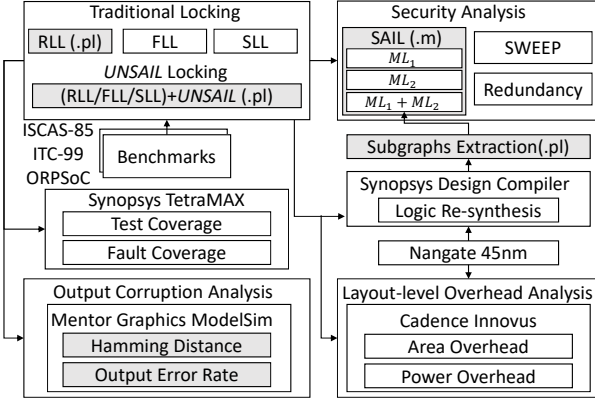 Traditional Locking
RLL (.pl)
FLL
SLL
UNSAIL Locking
(RLL/FLL/SLL)+UNSAIL (.pl)
ISCAS-85
ITC-99
ORPSoC
Benchmarks
Synopsys TetraMAX
Test Coverage
Fault Coverage
Output Corruption Analysis
Mentor Graphics ModelSim
Hamming Distance
Output Error Rate
Security Analysis
SAIL (.m)
ML₁
ML₂
ML₁ + ML₂
SWEEP
Redundancy
Subgraphs Extraction(.pl)
Synopsys Design Compiler
Logic Re-synthesis
Nangate 45nm
Layout-level Overhead Analysis
Cadence Innovus
Area Overhead
Power Overhead